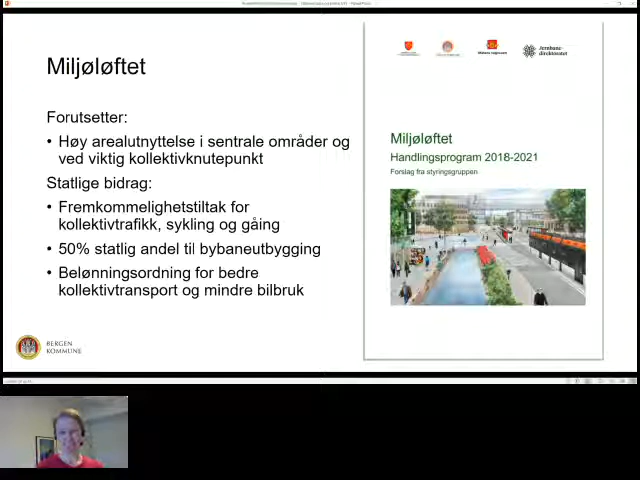 Miljøløftet
Forutsetter:
• Høy arealutnyttelse i sentrale områder og
ved viktig kollektivknutepunkt
Statlige bidrag:
• Fremkommelighetstiltak for
kollektivtrafikk, sykling og gåing
• 50% statlig andel til bybaneutbygging
• Belønningsordning for bedre
kollektivtransport og mindre bilbruk
BERGEN
KOMMUNE
Jernbane-
direktoratet
Miljøløftet
Handlingsprogram 2018-2021
Forslag fra styringsgruppen